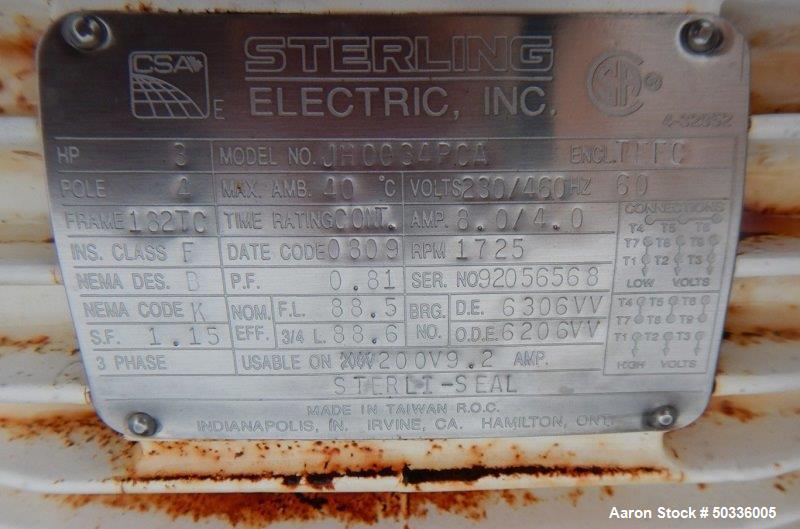 CSA STERLING
E ELECTRIC, INC. ®
4-32952
HP 3 MODEL NO. JH0034PCA ENCL. TEFC
POLE 4 MAX. AMB. 40 °C VOLTS 230/460 HZ 60
FRAME 182TC TIME RATING CONT. AMP. 8.0/4.0
INS. CLASS F DATE CODE 0809 RPM 1725
NEMA DES. B P.F. 0.81 SER. NO 92056568
NEMA CODE K NOM. EFF. F.L. 88.5 BRG. NO. D.E. 6306VV
S.F. 1.15 3/4 L. 88.6 O.D.E. 6206VV
3 PHASE USABLE ON 200V 9.2 AMP.
STERLI-SEAL
CONNECTIONS
T4 T5 T6
T7 T8 T9
T1 T2 T3
LOW VOLTS
T4 T5 T6
T7 T8 T9
T1 T2 T3
HIGH VOLTS
MADE IN TAIWAN R.O.C.
INDIANAPOLIS, IN. IRVINE, CA. HAMILTON, ONT.
Aaron Stock # 50336005